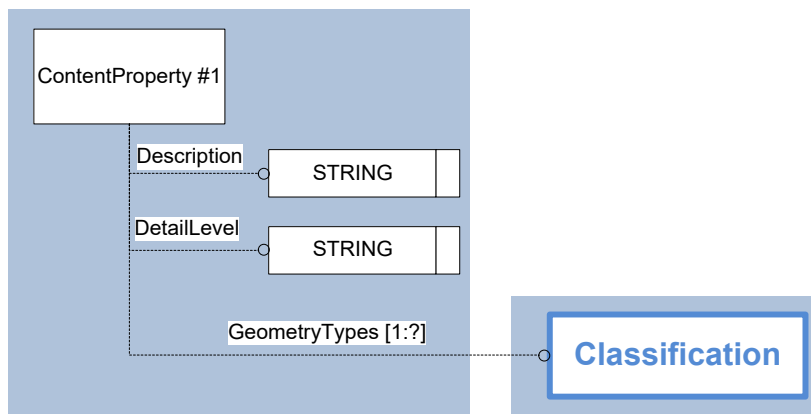 ContentProperty #1
Description
STRING
DetailLevel
STRING
GeometryTypes [1:?]
Classification